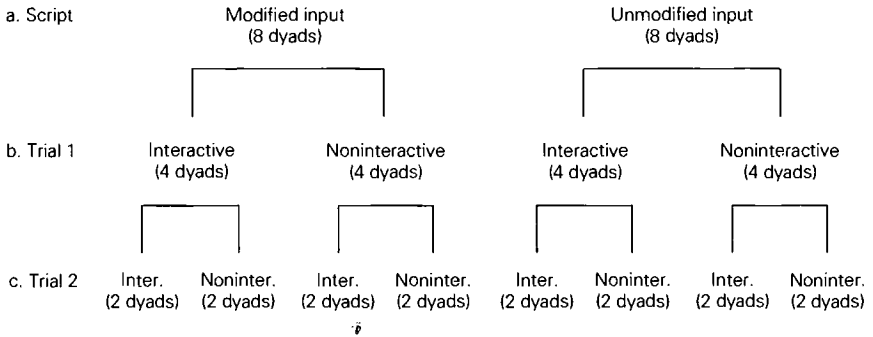 a. Script Modified input Unmodified input
(8 dyads) (8 dyads)
b. Trial 1 Interactive Noninteractive Interactive Noninteractive
(4 dyads) (4 dyads) (4 dyads) (4 dyads)
c. Trial 2 Inter. Noninter. Inter. Noninter. Inter. Noninter. Inter. Noninter.
(2 dyads) (2 dyads) (2 dyads) (2 dyads) (2 dyads) (2 dyads) (2 dyads) (2 dyads)